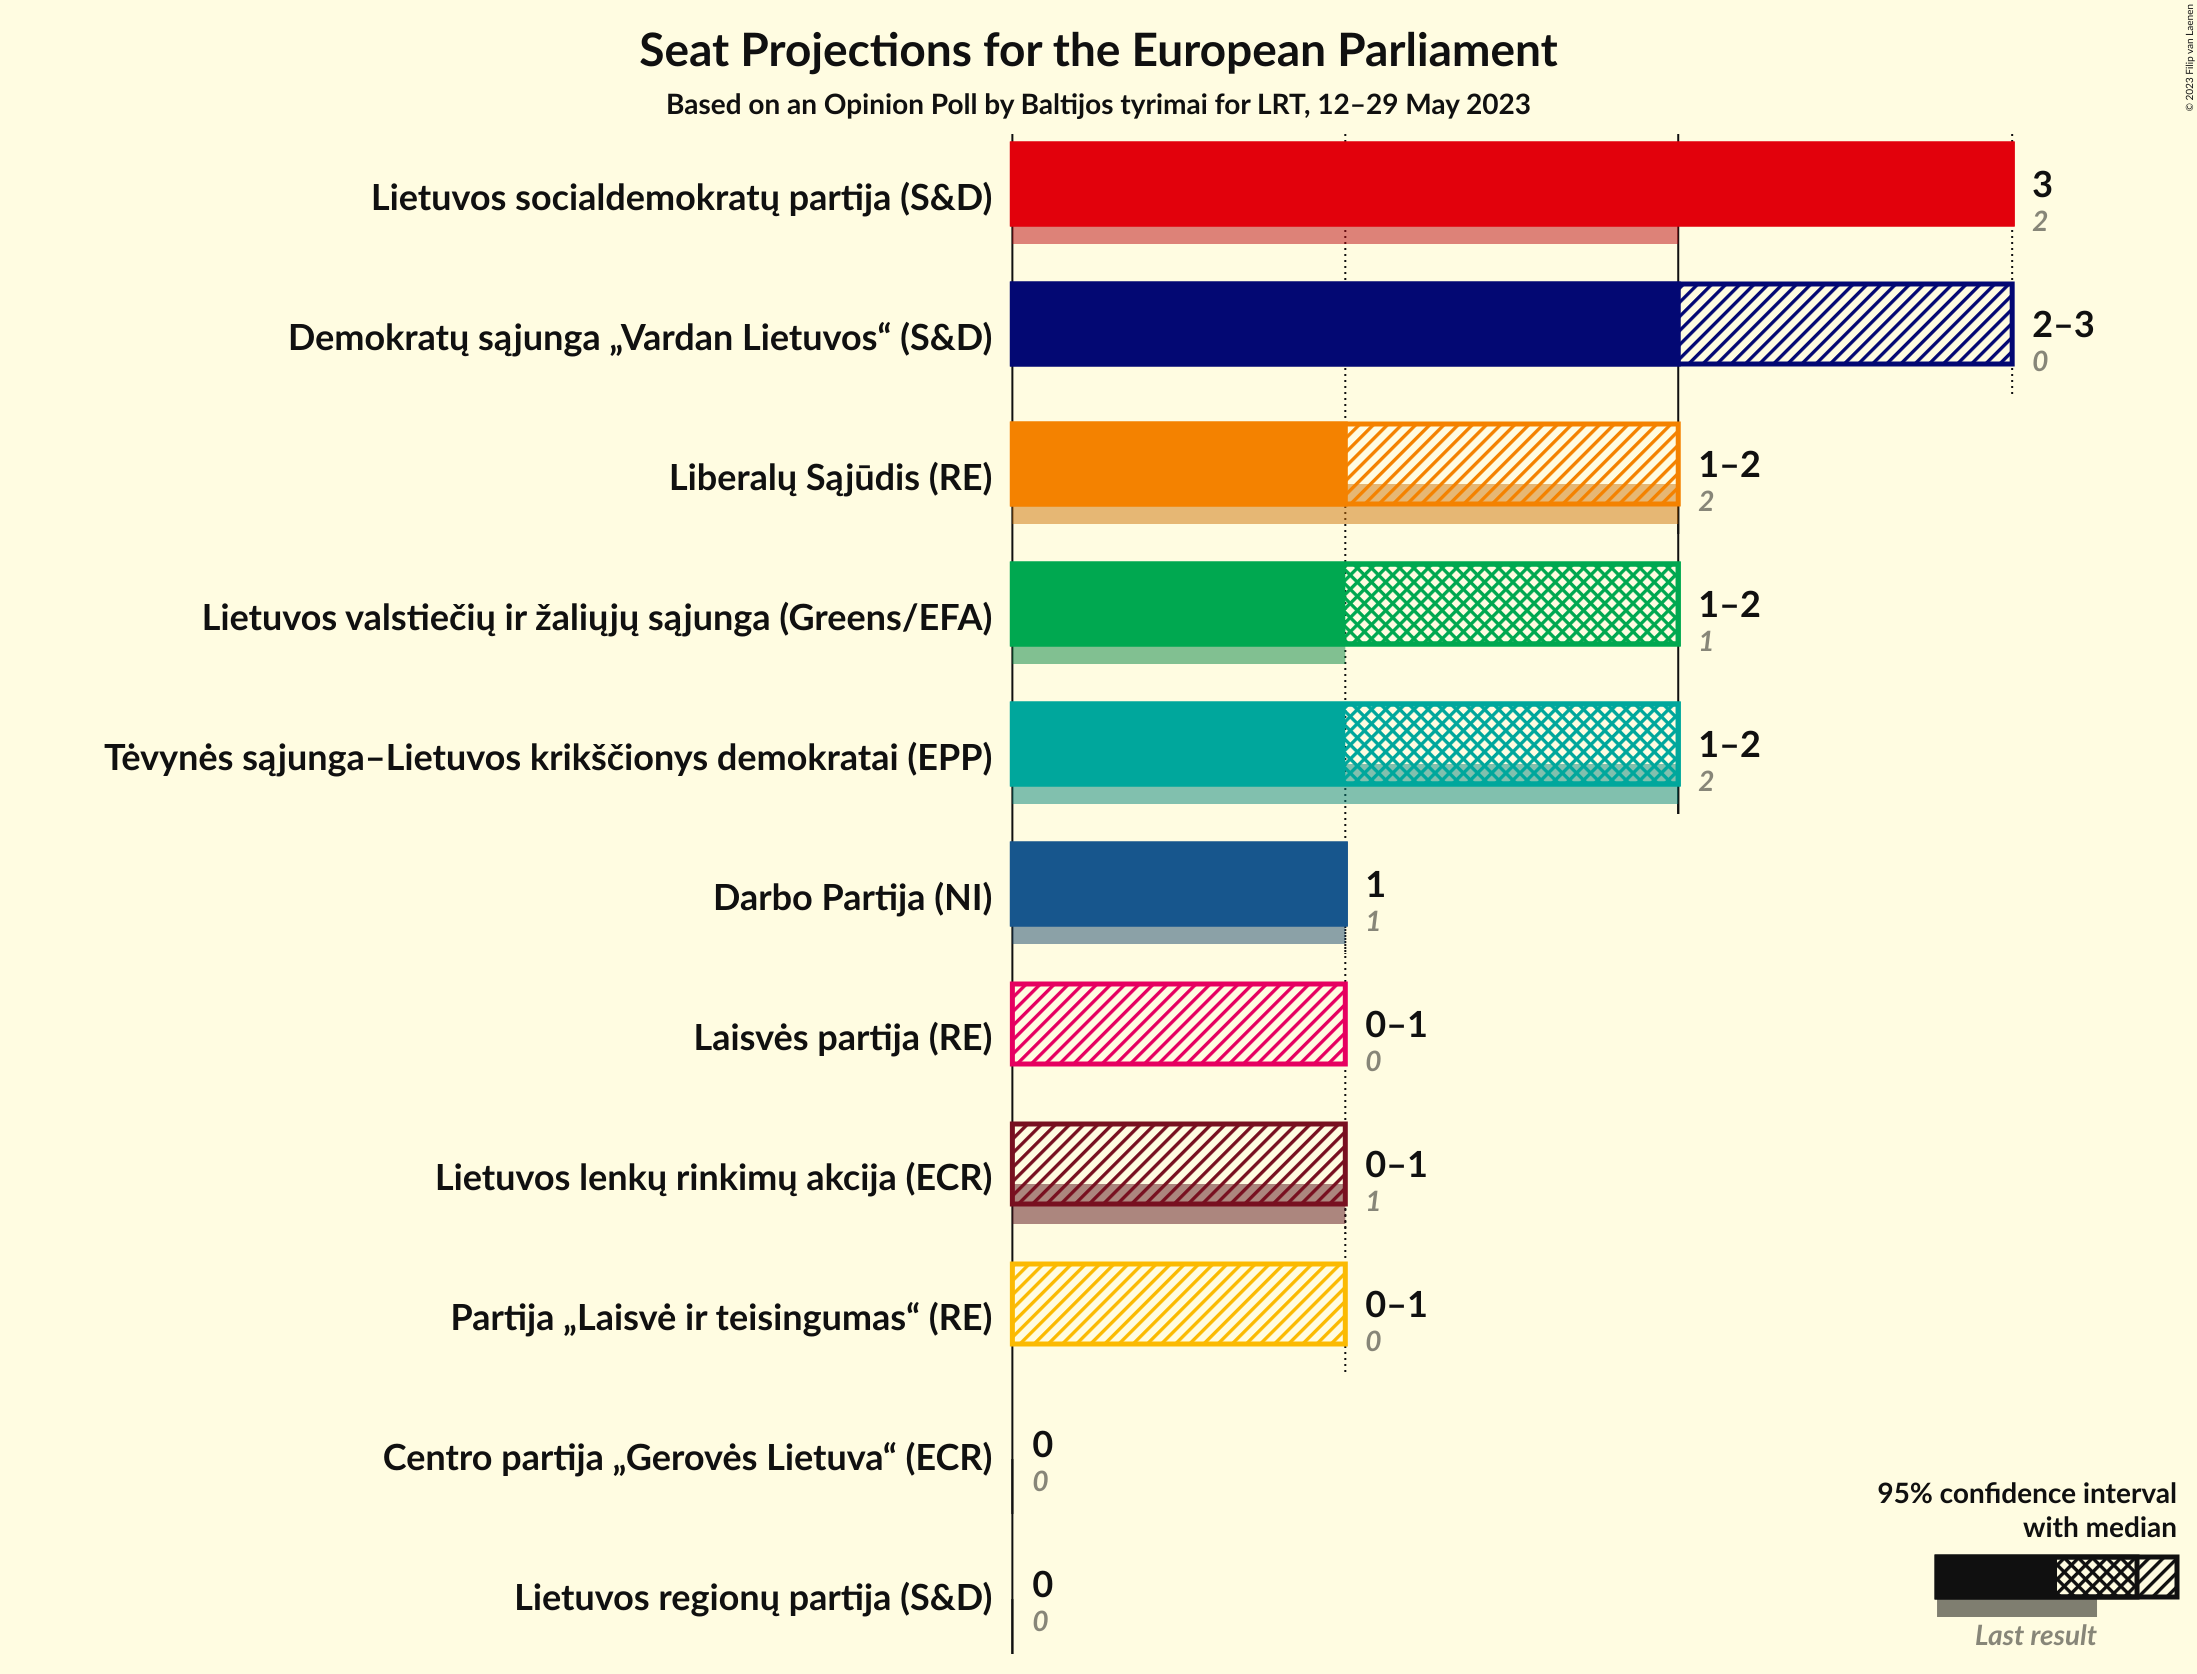 Seat Projections for the European Parliament
Based on an Opinion Poll by Baltijos tyrimai for LRT, 12–29 May 2023
© 2023 Filip van Laenen
Lietuvos socialdemokratų partija (S&D)
3
2
Demokratų sąjunga „Vardan Lietuvos“ (S&D)
2–3
0
Liberalų Sąjūdis (RE)
1–2
2
Lietuvos valstiečių ir žaliųjų sąjunga (Greens/EFA)
1–2
1
Tėvynės sąjunga–Lietuvos krikščionys demokratai (EPP)
1–2
2
Darbo Partija (NI)
1
1
Laisvės partija (RE)
0–1
0
Lietuvos lenkų rinkimų akcija (ECR)
0–1
1
Partija „Laisvė ir teisingumas“ (RE)
0–1
0
Centro partija „Gerovės Lietuva“ (ECR)
0
0
Lietuvos regionų partija (S&D)
0
0
95% confidence interval
with median
Last result